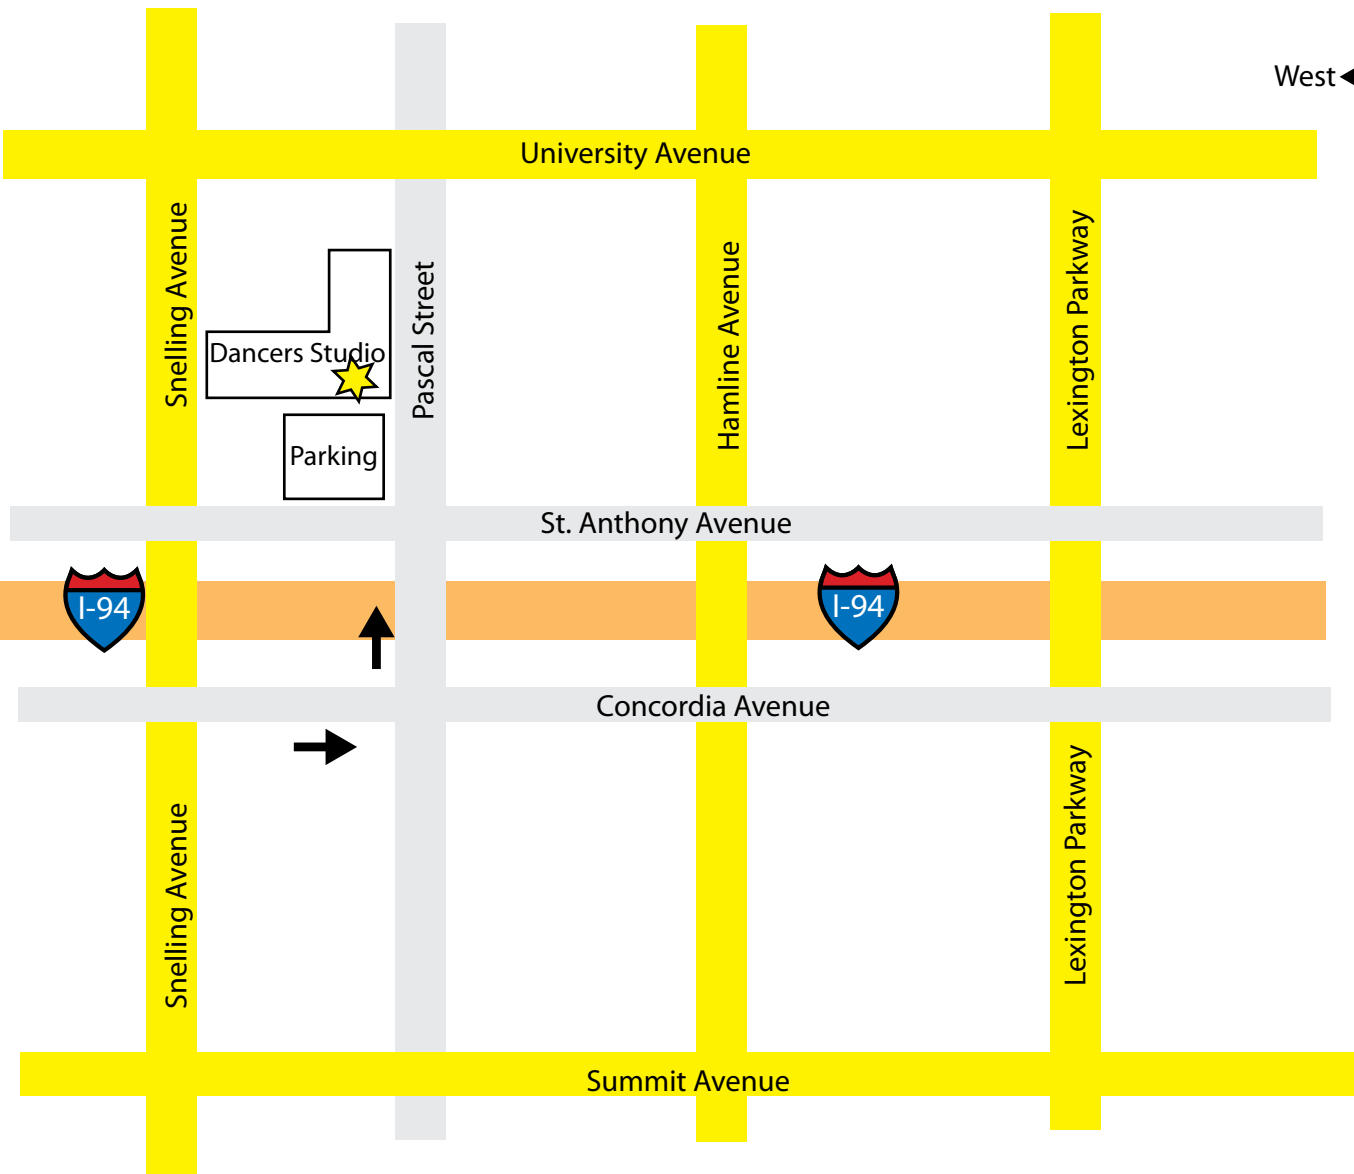 West
University Avenue
Snelling Avenue
Pascal Street
Hamline Avenue
Lexington Parkway
Dancers Studio
Parking
St. Anthony Avenue
I-94
I-94
Concordia Avenue
Snelling Avenue
Lexington Parkway
Summit Avenue